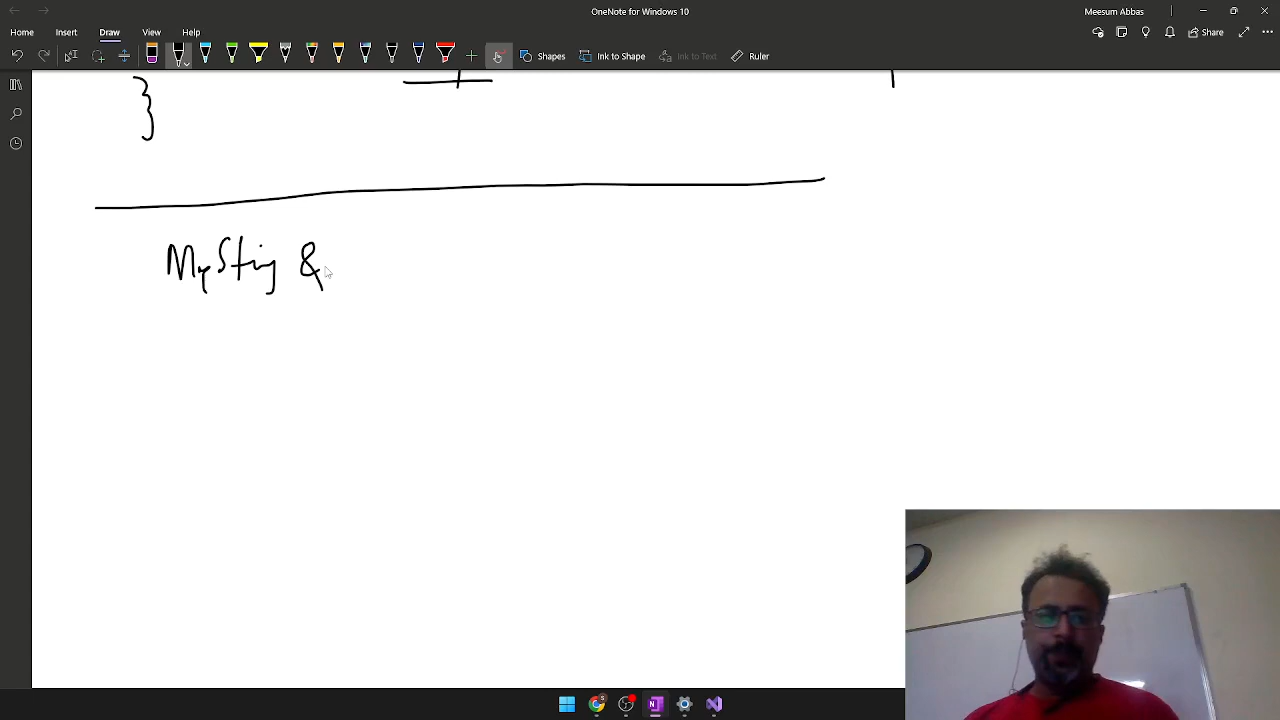 OneNote for Windows 10
Meesum Abbas
Home Insert Draw View Help
Shapes Ink to Shape Ink to Text Ruler
Share
}
MyString &